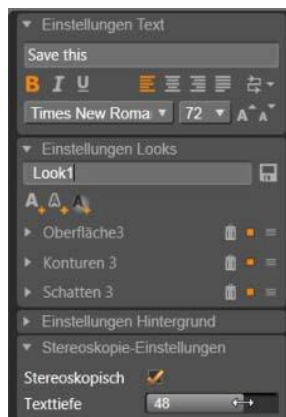 Einstellungen Text
Save this
B I U
Times New Roma 72 A A
Einstellungen Looks
Look1
A A A
Oberfläche3
Konturen 3
Schatten 3
Einstellungen Hintergrund
Stereoskopie-Einstellungen
Stereoskopisch
Texttiefe 48